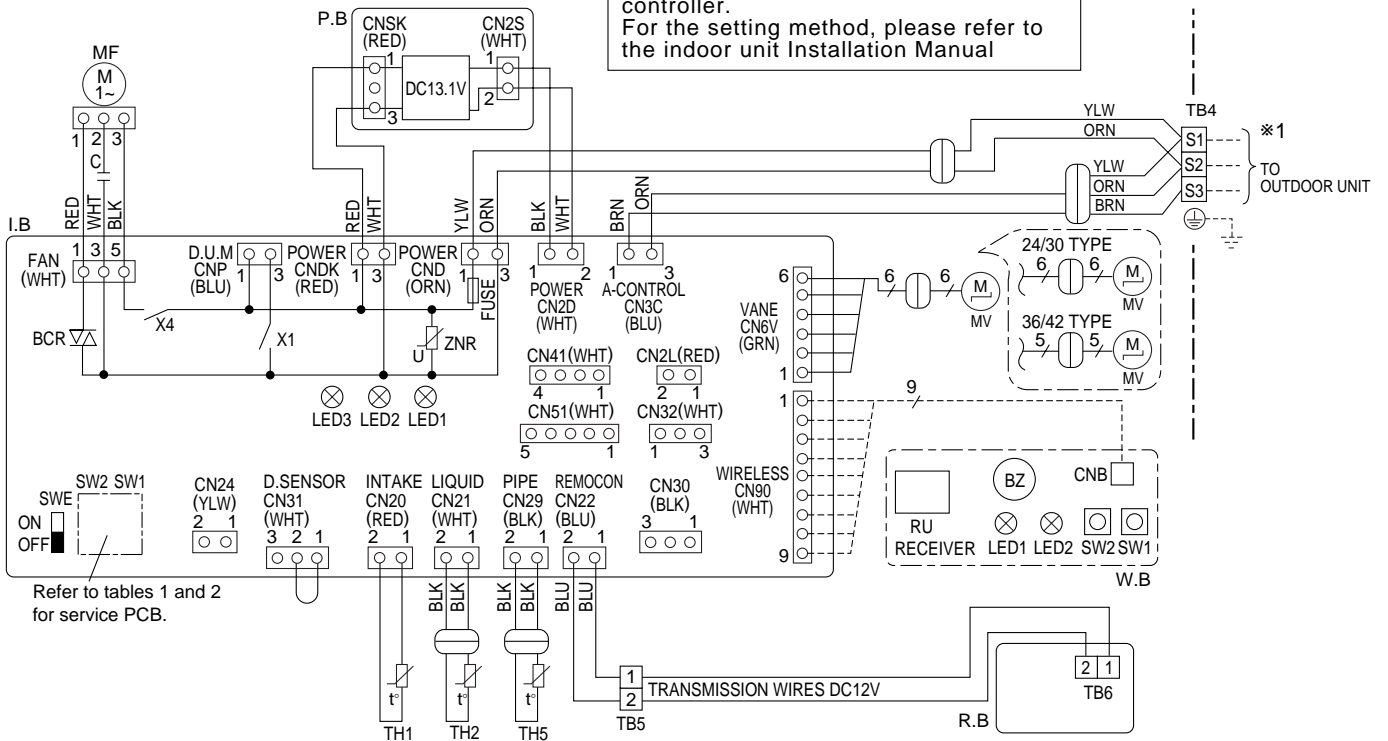 controller.
For the setting method, please refer to
the indoor unit Installation Manual
P.B
CNSK
(RED)
CN2S
(WHT)
1
3
DC13.1V
1
2
MF
M
1~
1 2 3
C
RED
WHT
BLK
RED
WHT
YLW
ORN
BLK
WHT
BRN
ORN
YLW
ORN
YLW
ORN
BRN
TB4
S1
S2
S3
※1
TO
OUTDOOR UNIT
I.B
FAN
(WHT)
1 3 5
D.U.M
CNP
(BLU)
1 3
POWER
CNDK
(RED)
1 3
POWER
CND
(ORN)
1 3
FUSE
1 2
POWER
CN2D
(WHT)
1 3
A-CONTROL
CN3C
(BLU)
BCR
X4
X1
U
ZNR
LED3 LED2 LED1
CN41(WHT)
4 1
CN2L(RED)
2 1
CN51(WHT)
5 1
CN32(WHT)
1 3
6
VANE
CN6V
(GRN)
1
6 6
M
MV
24/30 TYPE
6 6
M
MV
36/42 TYPE
5 5
M
MV
1
WIRELESS
CN90
(WHT)
9
9
CNB
BZ
RU
RECEIVER
LED1 LED2 SW2 SW1
W.B
SWE
ON
OFF
SW2 SW1
CN24
(YLW)
2 1
D.SENSOR
CN31
(WHT)
3 2 1
INTAKE
CN20
(RED)
2 1
LIQUID
CN21
(WHT)
2 1
PIPE
CN29
(BLK)
2 1
REMOCON
CN22
(BLU)
2 1
CN30
(BLK)
3 1
Refer to tables 1 and 2
for service PCB.
BLK
BLK
BLK
BLK
BLU
BLU
t°
TH1
t°
TH2
t°
TH5
1
2
TB5
TRANSMISSION WIRES DC12V
2 1
TB6
R.B